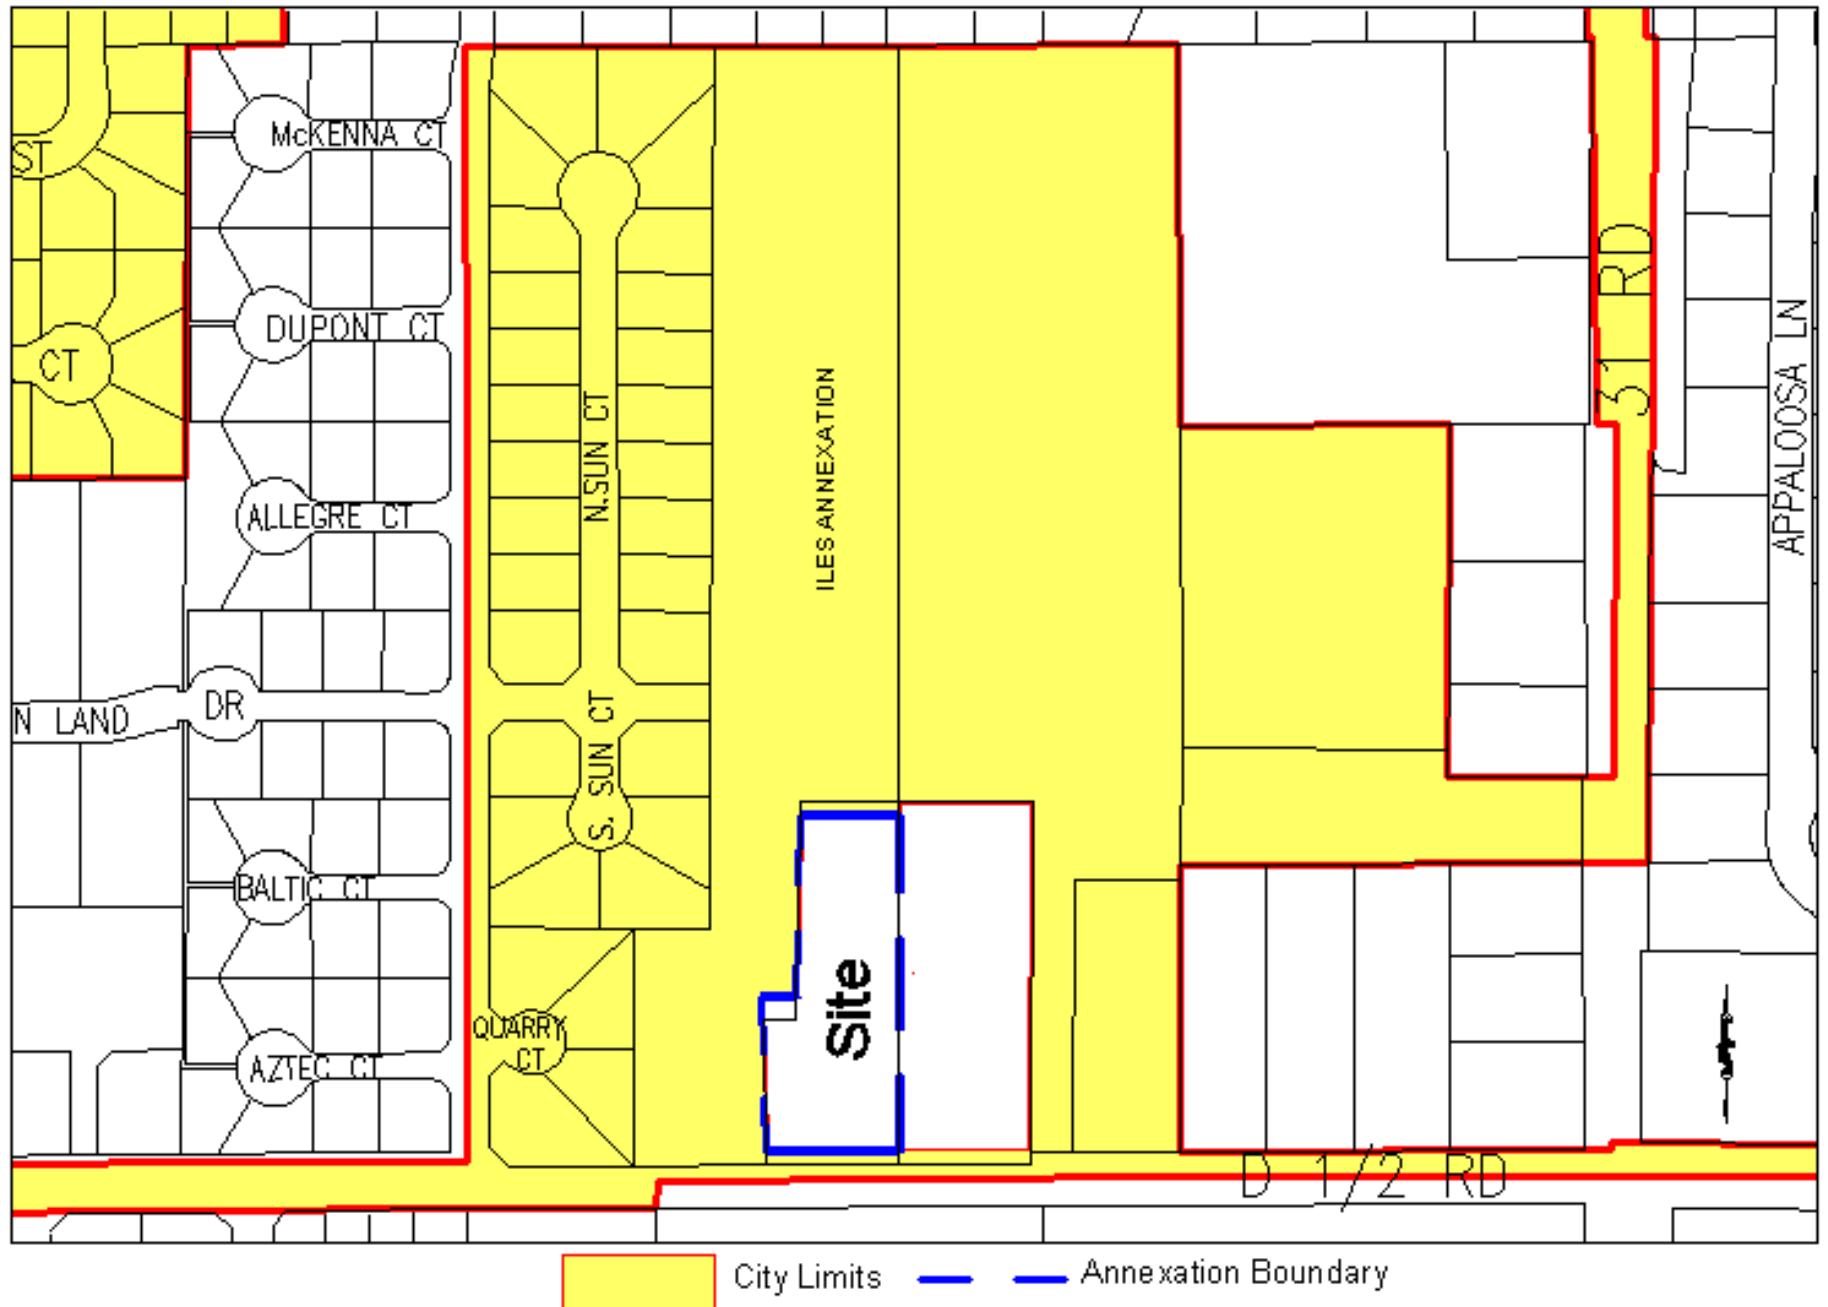 ST
McKENNA CT
DUPONT CT
CT
ALLEGRE CT
N LAND
DR
BALTIC CT
AZTEC CT
N.SUN CT
S. SUN CT
QUARRY
CT
ILES ANNEXATION
Site
31 RD
APPALOOSA LN
D 1/2 RD
City Limits
Annexation Boundary